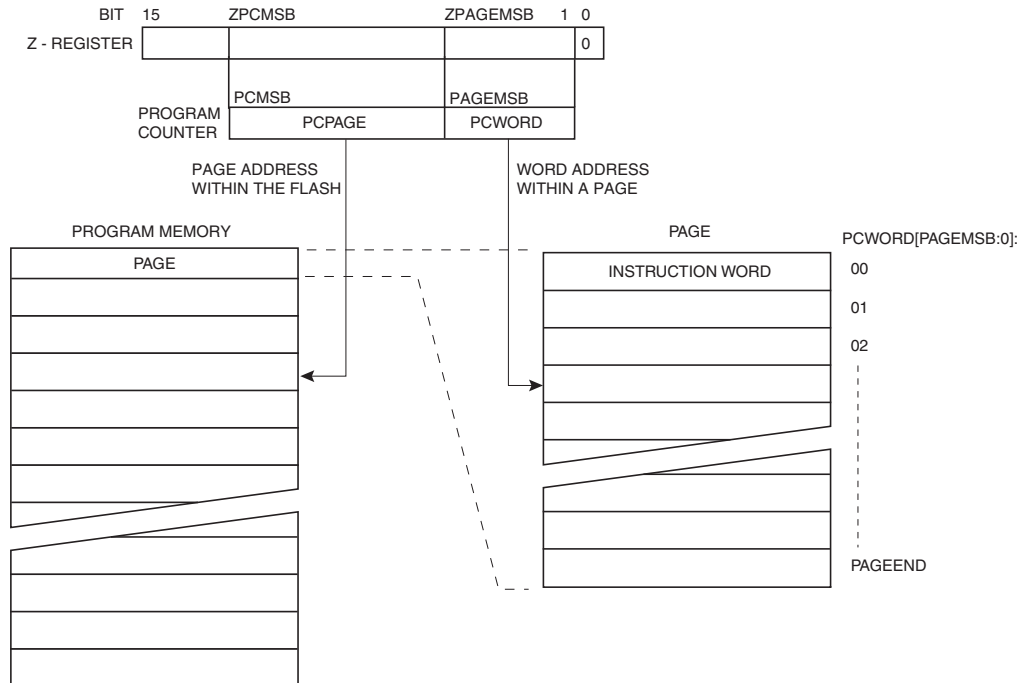 BIT 15 ZPCMSB ZPAGEMSB 1 0
Z - REGISTER 0
PCMSB PAGEMSB
PROGRAM
COUNTER
PCPAGE PCWORD
PAGE ADDRESS
WITHIN THE FLASH
WORD ADDRESS
WITHIN A PAGE
PROGRAM MEMORY
PAGE
PAGE
PCWORD[PAGEMSB:0]:
INSTRUCTION WORD 00
01
02
PAGEEND